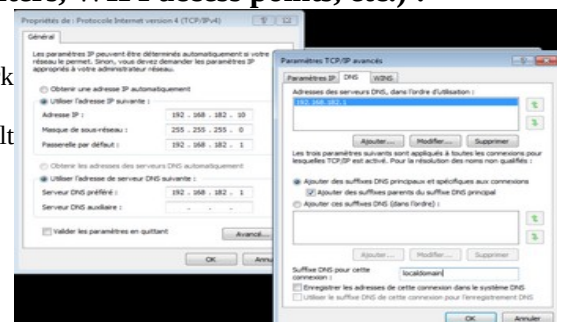 ters, WIFI access points, etc.) :
Propriétés de : Protocole Internet version 4 (TCP/IPv4)
Général
Les paramètres IP peuvent être déterminés automatiquement si votre
réseau le permet. Sinon, vous devez demander les paramètres IP
appropriés à votre administrateur réseau.
Obtenir une adresse IP automatiquement
Utiliser l'adresse IP suivante :
Adresse IP : 192 . 168 . 182 . 10
Masque de sous-réseau : 255 . 255 . 255 . 0
Passerelle par défaut : 192 . 168 . 182 . 1
Obtenir les adresses des serveurs DNS automatiquement
Utiliser l'adresse de serveur DNS suivante :
Serveur DNS préféré : 192 . 168 . 182 . 1
Serveur DNS auxiliaire : . . .
Valider les paramètres en quittant
Avancé...
OK
Annu
rk
lt
Paramètres TCP/IP avancés
Paramètres IP DNS WINS
Adresses des serveurs DNS, dans l'ordre d'utilisation :
192.168.182.1
Ajouter... Modifier... Supprimer
Les trois paramètres suivants sont appliqués à toutes les connexions pour
lesquelles TCP/IP est activé. Pour la résolution des noms non qualifiés :
Ajouter des suffixes DNS principaux et spécifiques aux connexions
Ajouter des suffixes parents du suffixe DNS principal
Ajouter ces suffixes DNS (dans l'ordre) :
Ajouter... Modifier... Supprimer
Suffixe DNS pour cette
connexion : localdomain
Enregistrer les adresses de cette connexion dans le système DNS
Utiliser le suffixe DNS de cette connexion pour l'enregistrement DNS
OK Annuler